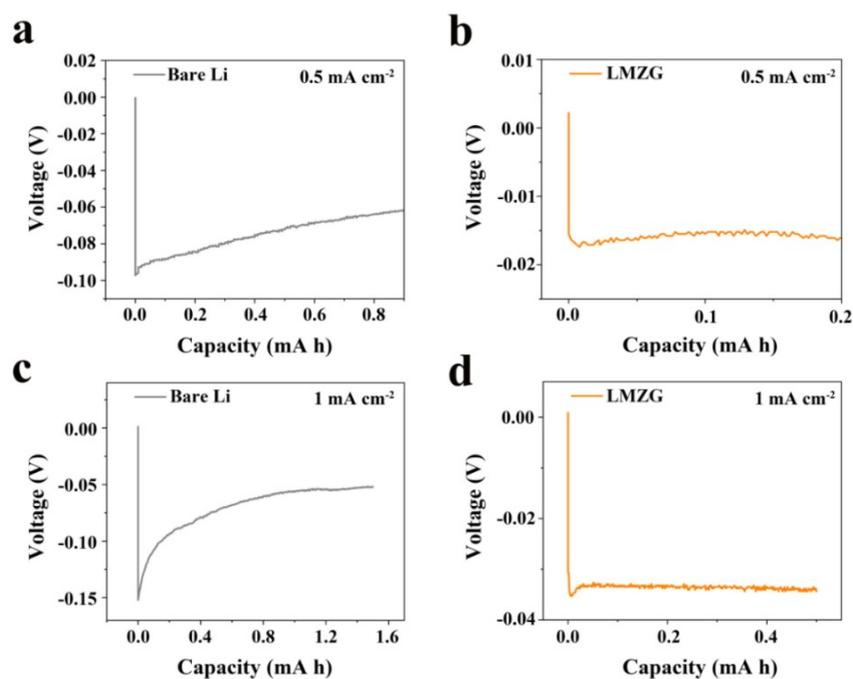 a
Bare Li 0.5 mA cm⁻²
0.02
0.00
-0.02
-0.04
-0.06
-0.08
-0.10
Voltage (V)
0.0 0.2 0.4 0.6 0.8
Capacity (mA h)
b
LMZG 0.5 mA cm⁻²
0.01
0.00
-0.01
-0.02
Voltage (V)
0.0 0.1 0.2
Capacity (mA h)
c
Bare Li 1 mA cm⁻²
0.00
-0.05
-0.10
-0.15
Voltage (V)
0.0 0.4 0.8 1.2 1.6
Capacity (mA h)
d
LMZG 1 mA cm⁻²
0.00
-0.02
-0.04
Voltage (V)
0.0 0.2 0.4
Capacity (mA h)